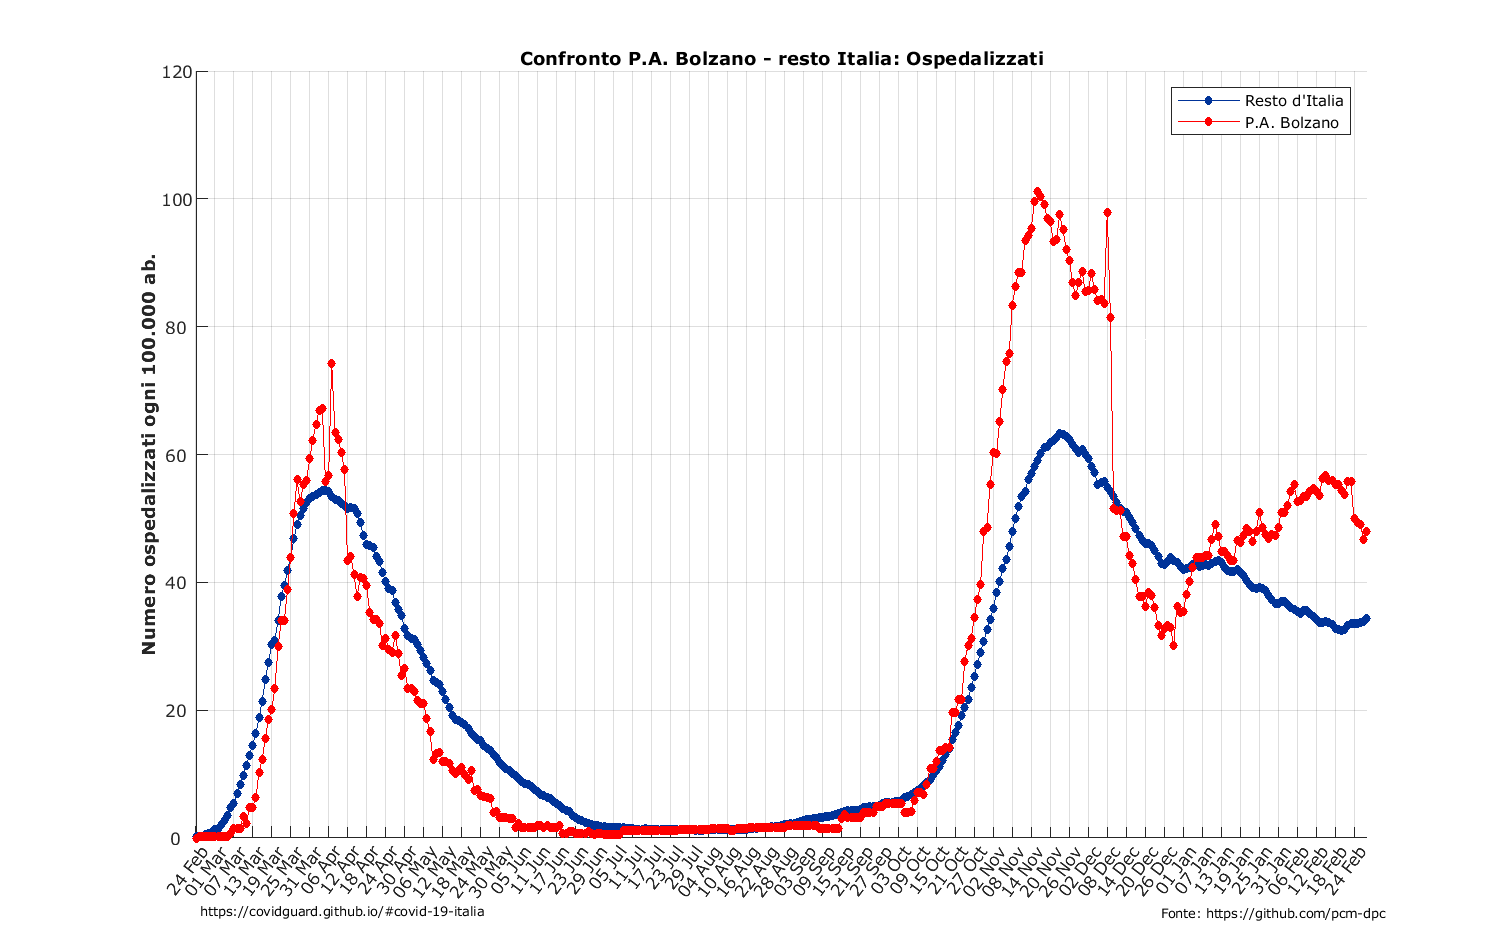 Confronto P.A. Bolzano - resto Italia: Ospedalizzati
Resto d'Italia
P.A. Bolzano
Numero ospedalizzati ogni 100.000 ab.
120
100
80
60
40
20
0
24 Feb
01 Mar
07 Mar
13 Mar
19 Mar
25 Mar
31 Mar
06 Apr
12 Apr
18 Apr
24 Apr
30 Apr
06 May
12 May
18 May
24 May
30 May
05 Jun
11 Jun
17 Jun
23 Jun
29 Jun
05 Jul
11 Jul
17 Jul
23 Jul
29 Jul
04 Aug
10 Aug
16 Aug
22 Aug
28 Aug
03 Sep
09 Sep
15 Sep
21 Sep
27 Sep
03 Oct
09 Oct
15 Oct
21 Oct
27 Oct
02 Nov
08 Nov
14 Nov
20 Nov
26 Nov
02 Dec
08 Dec
14 Dec
20 Dec
26 Dec
01 Jan
07 Jan
13 Jan
19 Jan
25 Jan
31 Jan
06 Feb
12 Feb
18 Feb
24 Feb
https://covidguard.github.io/#covid-19-italia
Fonte: https://github.com/pcm-dpc